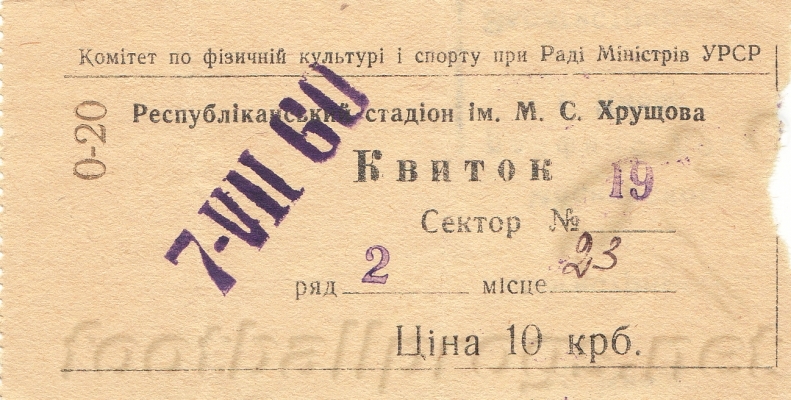 Комітет по фізичній культурі і спорту при Раді Міністрів УРСР
0-20
Республіканський стадіон ім. М. С. Хрущова
7-VII 60
Квиток
Сектор № 19
ряд 2 місце 23
Ціна 10 крб.